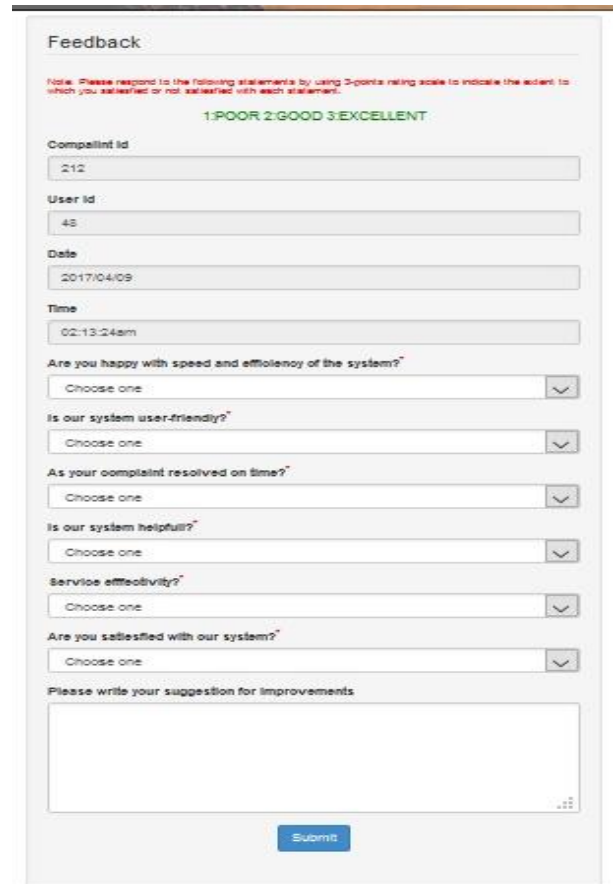 Feedback
Note: Please respond to the following statements by using 3-points rating scale to indicate the extent to
which you satiesfied or not satiesfied with each statement.
1:POOR 2:GOOD 3:EXCELLENT
Compalint Id
212
User Id
48
Date
2017/04/09
Time
02:13:24am
Are you happy with speed and efficiency of the system?*
Choose one
Is our system user-friendly?*
Choose one
As your complaint resolved on time?*
Choose one
Is our system helpfull?*
Choose one
Service efffectivity?*
Choose one
Are you satiesfied with our system?*
Choose one
Please write your suggestion for improvements
Submit